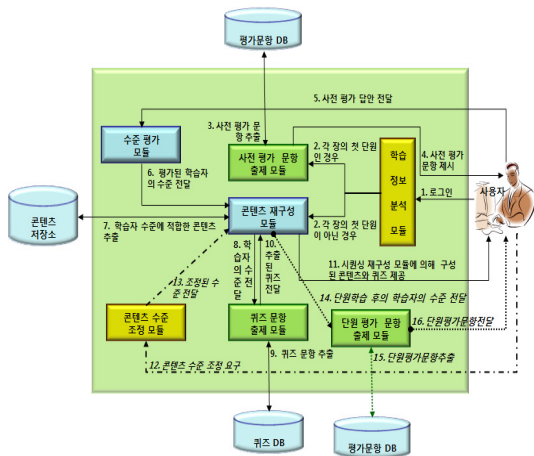 평가문항 DB
5. 사전 평가 답안 전달
수준 평가
모듈
3. 사전 평가 문
항 추출
사전 평가 문항
출제 모듈
2. 각 장의 첫 단원
인 경우
4. 사전 평가
문항 제시
학습
정보
분석
모듈
1. 로그인
사용자
6. 평가된 학습자
의 수준 전달
콘텐츠
저장소
7. 학습자 수준에 적합한 콘텐츠
추출
콘텐츠 재구성
모듈
2. 각 장의 첫 단원
이 아닌 경우
8. 학습
자의 수
준 전
달
10.
추출
된
퀴즈
전달
11. 시퀀싱 재구성 모듈에 의해 구성
된 콘텐츠와 퀴즈 제공
13. 조정된 수
준 전달
14. 단원학습 후의 학습자의 수준 전달
콘텐츠 수준
조정 모듈
퀴즈 문항
출제 모듈
단원 평가 문항
출제 모듈
16. 단원평가문항전달
12. 콘텐츠 수준 조정 요구
9. 퀴즈 문항 추출
15. 단원평가문항추출
퀴즈 DB
평가문항 DB